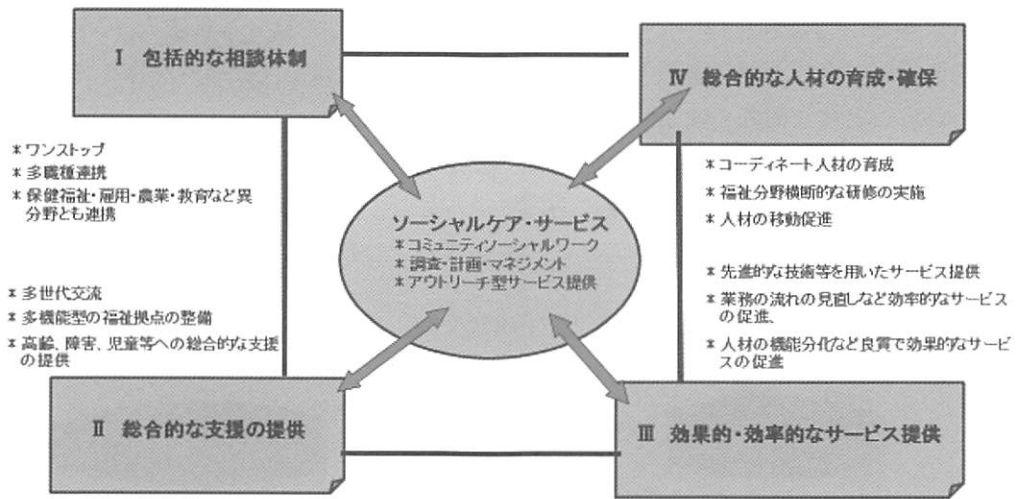 Ⅰ 包括的な相談体制
Ⅳ 総合的な人材の育成・確保
* ワンストップ
* 多職種連携
* 保健福祉・雇用・農業・教育など異
分野とも連携
* コーディネート人材の育成
* 福祉分野横断的な研修の実施
* 人材の移動促進
ソーシャルケア・サービス
* コミュニティソーシャルワーク
* 調査・計画・マネジメント
* アウトリーチ型サービス提供
* 多世代交流
* 多機能型の福祉拠点の整備
* 高齢、障害、児童等への総合的な支援
の提供
* 先進的な技術等を用いたサービス提供
* 業務の流れの見直しなど効率的なサービス
の促進、
* 人材の機能分化など良質で効果的なサービ
スの促進
Ⅱ 総合的な支援の提供
Ⅲ 効果的・効率的なサービス提供